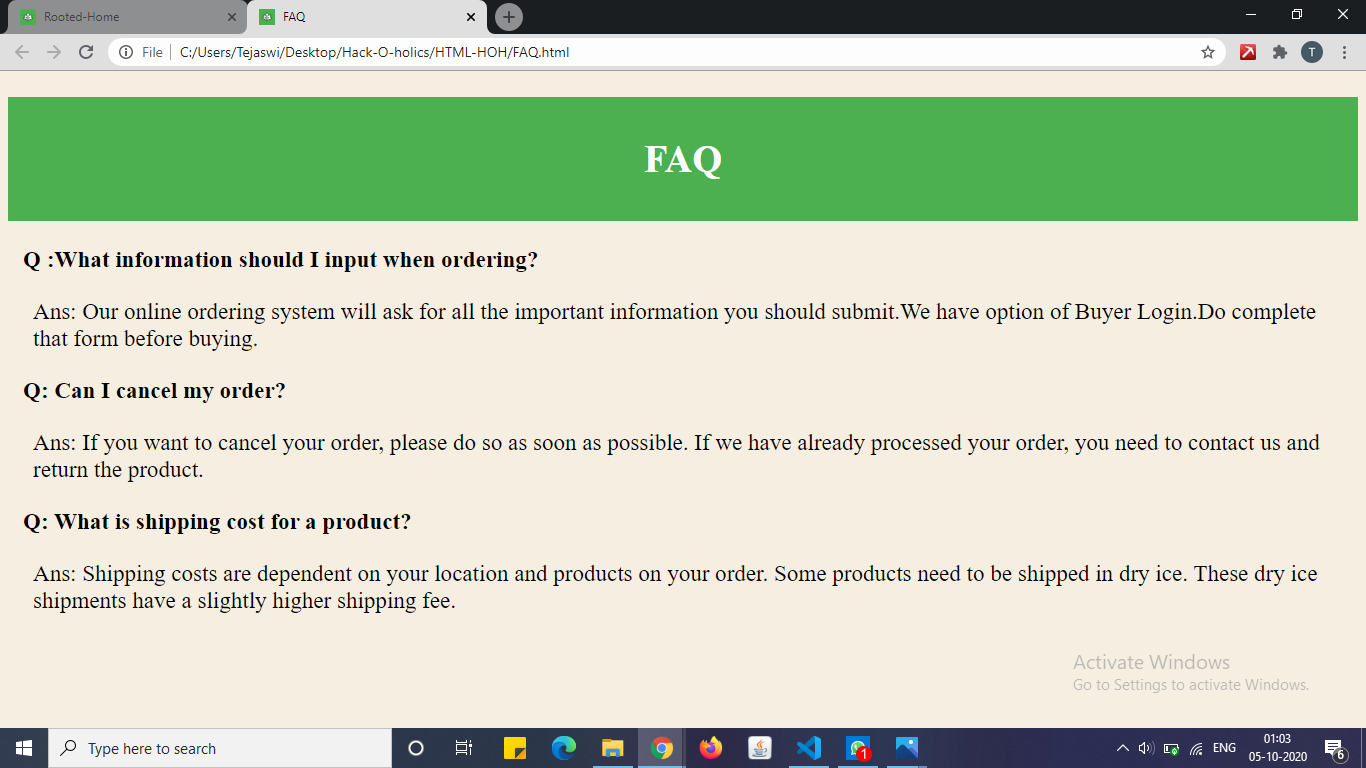 Rooted-Home
FAQ
File
C:/Users/Tejaswi/Desktop/Hack-O-holics/HTML-HOH/FAQ.html
T
FAQ
Q :What information should I input when ordering?
Ans: Our online ordering system will ask for all the important information you should submit.We have option of Buyer Login.Do complete
that form before buying.
Q: Can I cancel my order?
Ans: If you want to cancel your order, please do so as soon as possible. If we have already processed your order, you need to contact us and
return the product.
Q: What is shipping cost for a product?
Ans: Shipping costs are dependent on your location and products on your order. Some products need to be shipped in dry ice. These dry ice
shipments have a slightly higher shipping fee.
Activate Windows
Go to Settings to activate Windows.
Type here to search
1
ENG
01:03
05-10-2020
6